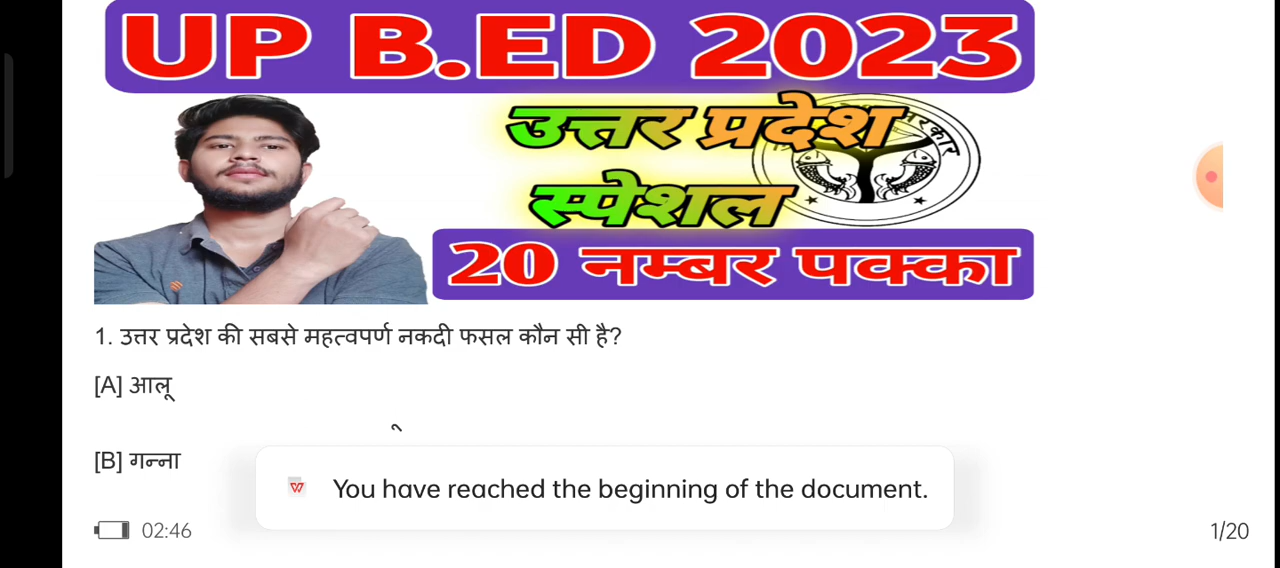 UP B.ED 2023
उत्तर प्रदेश
स्पेशल
20 नम्बर पक्का
1. उत्तर प्रदेश की सबसे महत्वपर्ण नकदी फसल कौन सी है?
[A] आलू
[B] गन्ना
You have reached the beginning of the document.
02:46
1/20